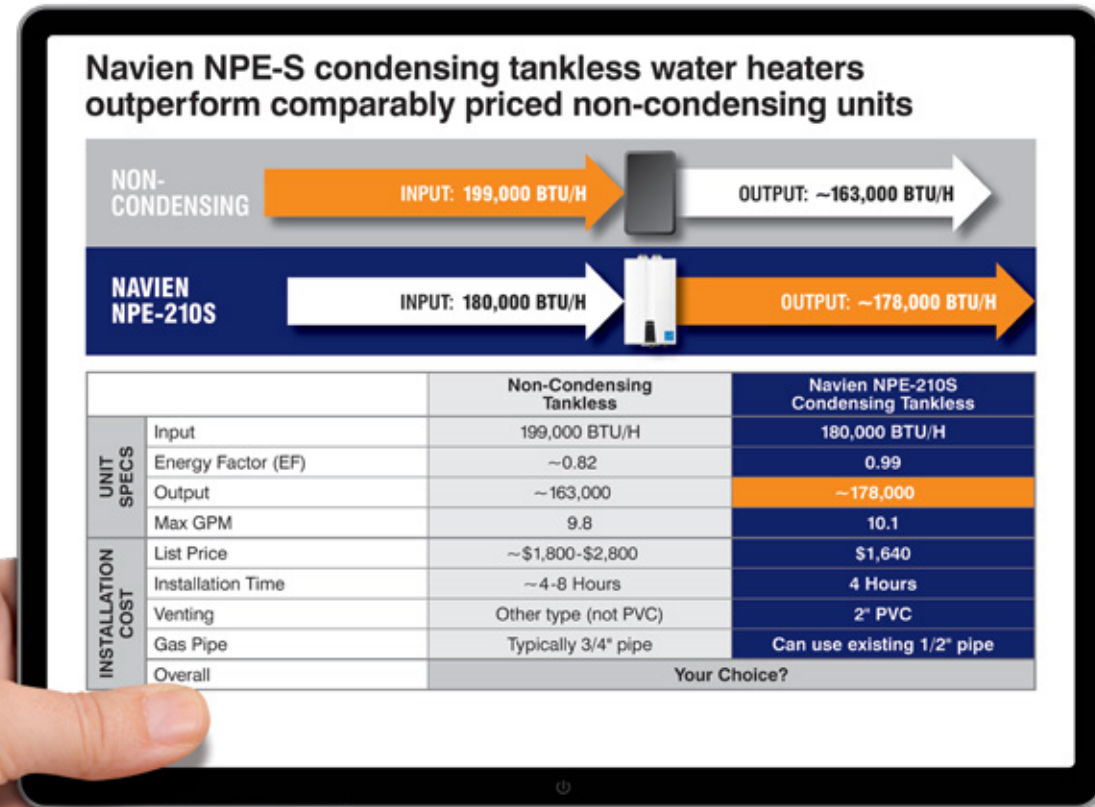 Navien NPE-S condensing tankless water heaters
outperform comparably priced non-condensing units
NON-
CONDENSING
INPUT: 199,000 BTU/H
OUTPUT: ~163,000 BTU/H
NAVIEN
NPE-210S
INPUT: 180,000 BTU/H
OUTPUT: ~178,000 BTU/H
Non-Condensing
Tankless
Navien NPE-210S
Condensing Tankless
UNIT
SPECS
Input 199,000 BTU/H 180,000 BTU/H
Energy Factor (EF) ~0.82 0.99
Output ~163,000 ~178,000
Max GPM 9.8 10.1
INSTALLATION
COST
List Price ~$1,800-$2,800 $1,640
Installation Time ~4-8 Hours 4 Hours
Venting Other type (not PVC) 2" PVC
Gas Pipe Typically 3/4" pipe Can use existing 1/2" pipe
Overall Your Choice?